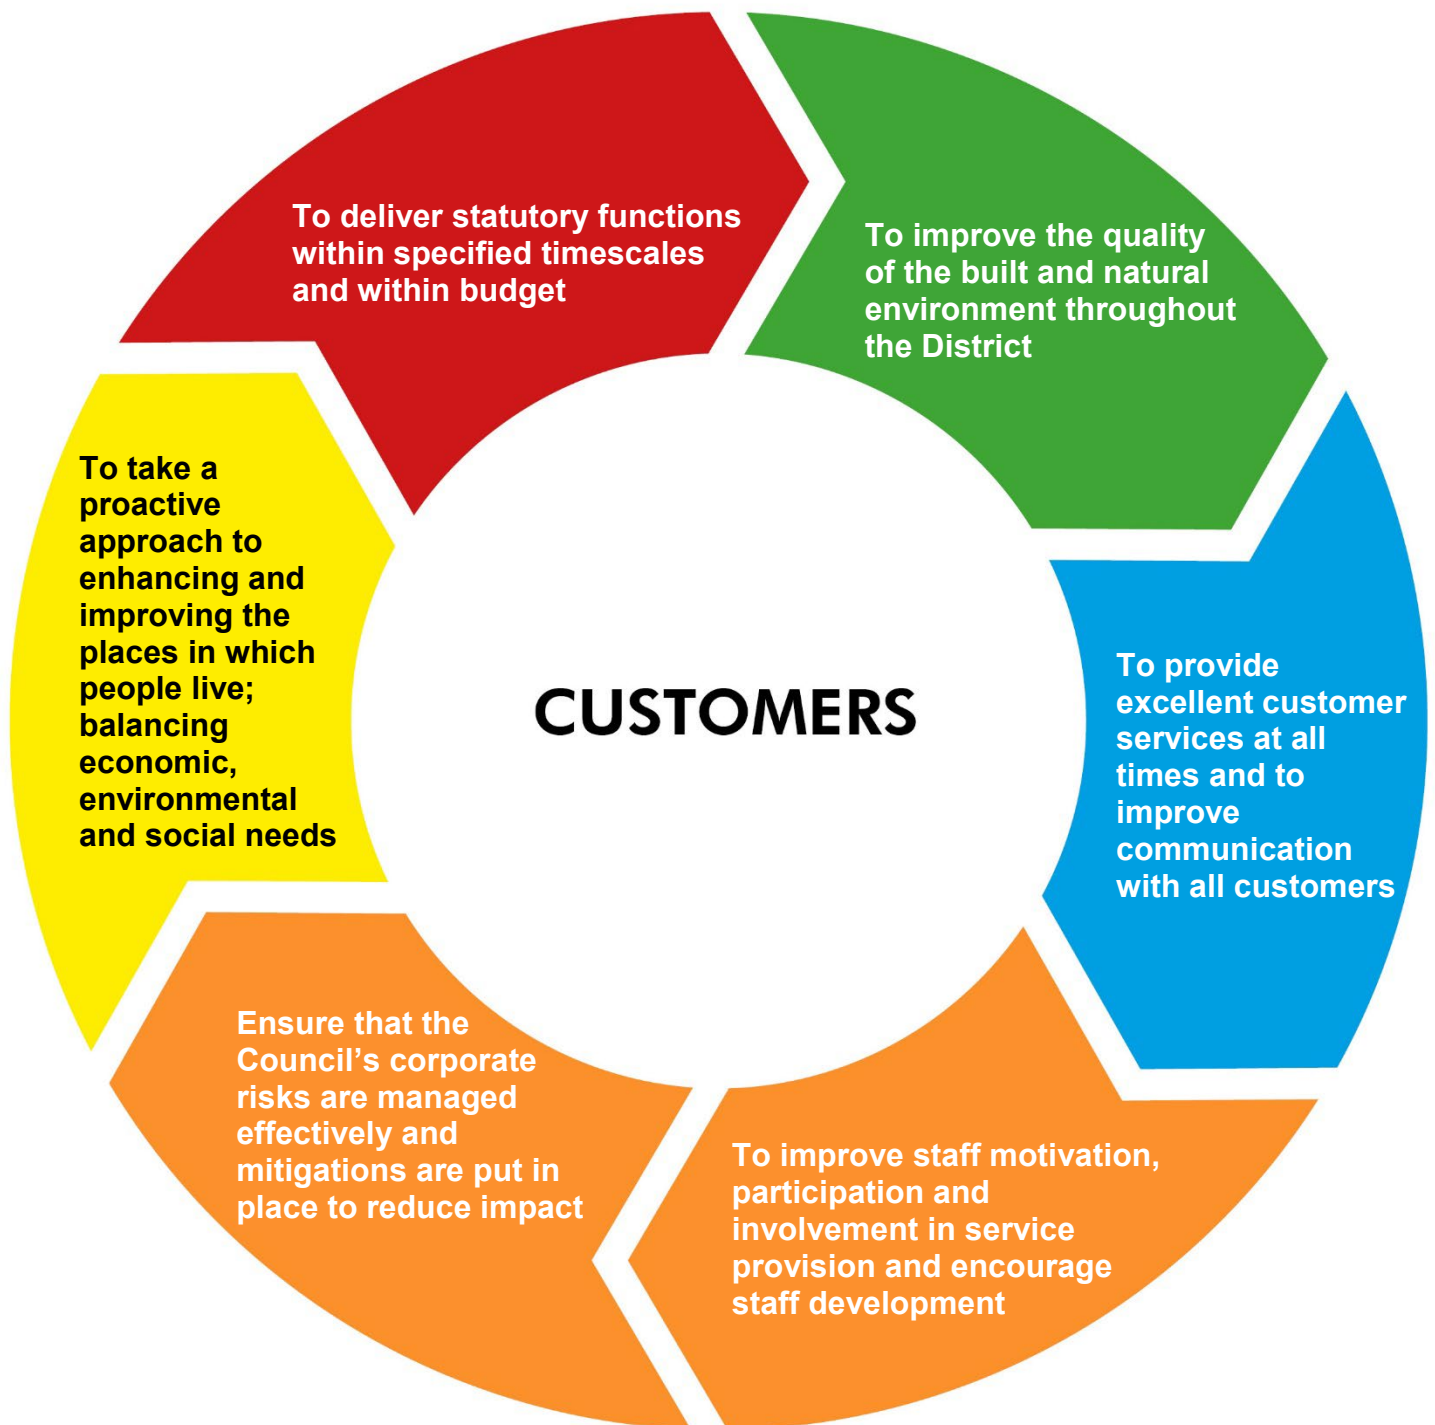 To deliver statutory functions
within specified timescales
and within budget
To improve the quality
of the built and natural
environment throughout
the District
To provide
excellent customer
services at all
times and to
improve
communication
with all customers
To improve staff motivation,
participation and
involvement in service
provision and encourage
staff development
Ensure that the
Council’s corporate
risks are managed
effectively and
mitigations are put in
place to reduce impact
To take a
proactive
approach to
enhancing and
improving the
places in which
people live;
balancing
economic,
environmental
and social needs
CUSTOMERS